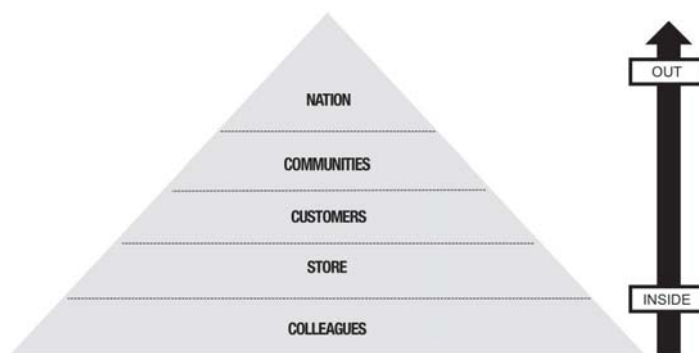 NATION
OUT
COMMUNITIES
CUSTOMERS
STORE
INSIDE
COLLEAGUES